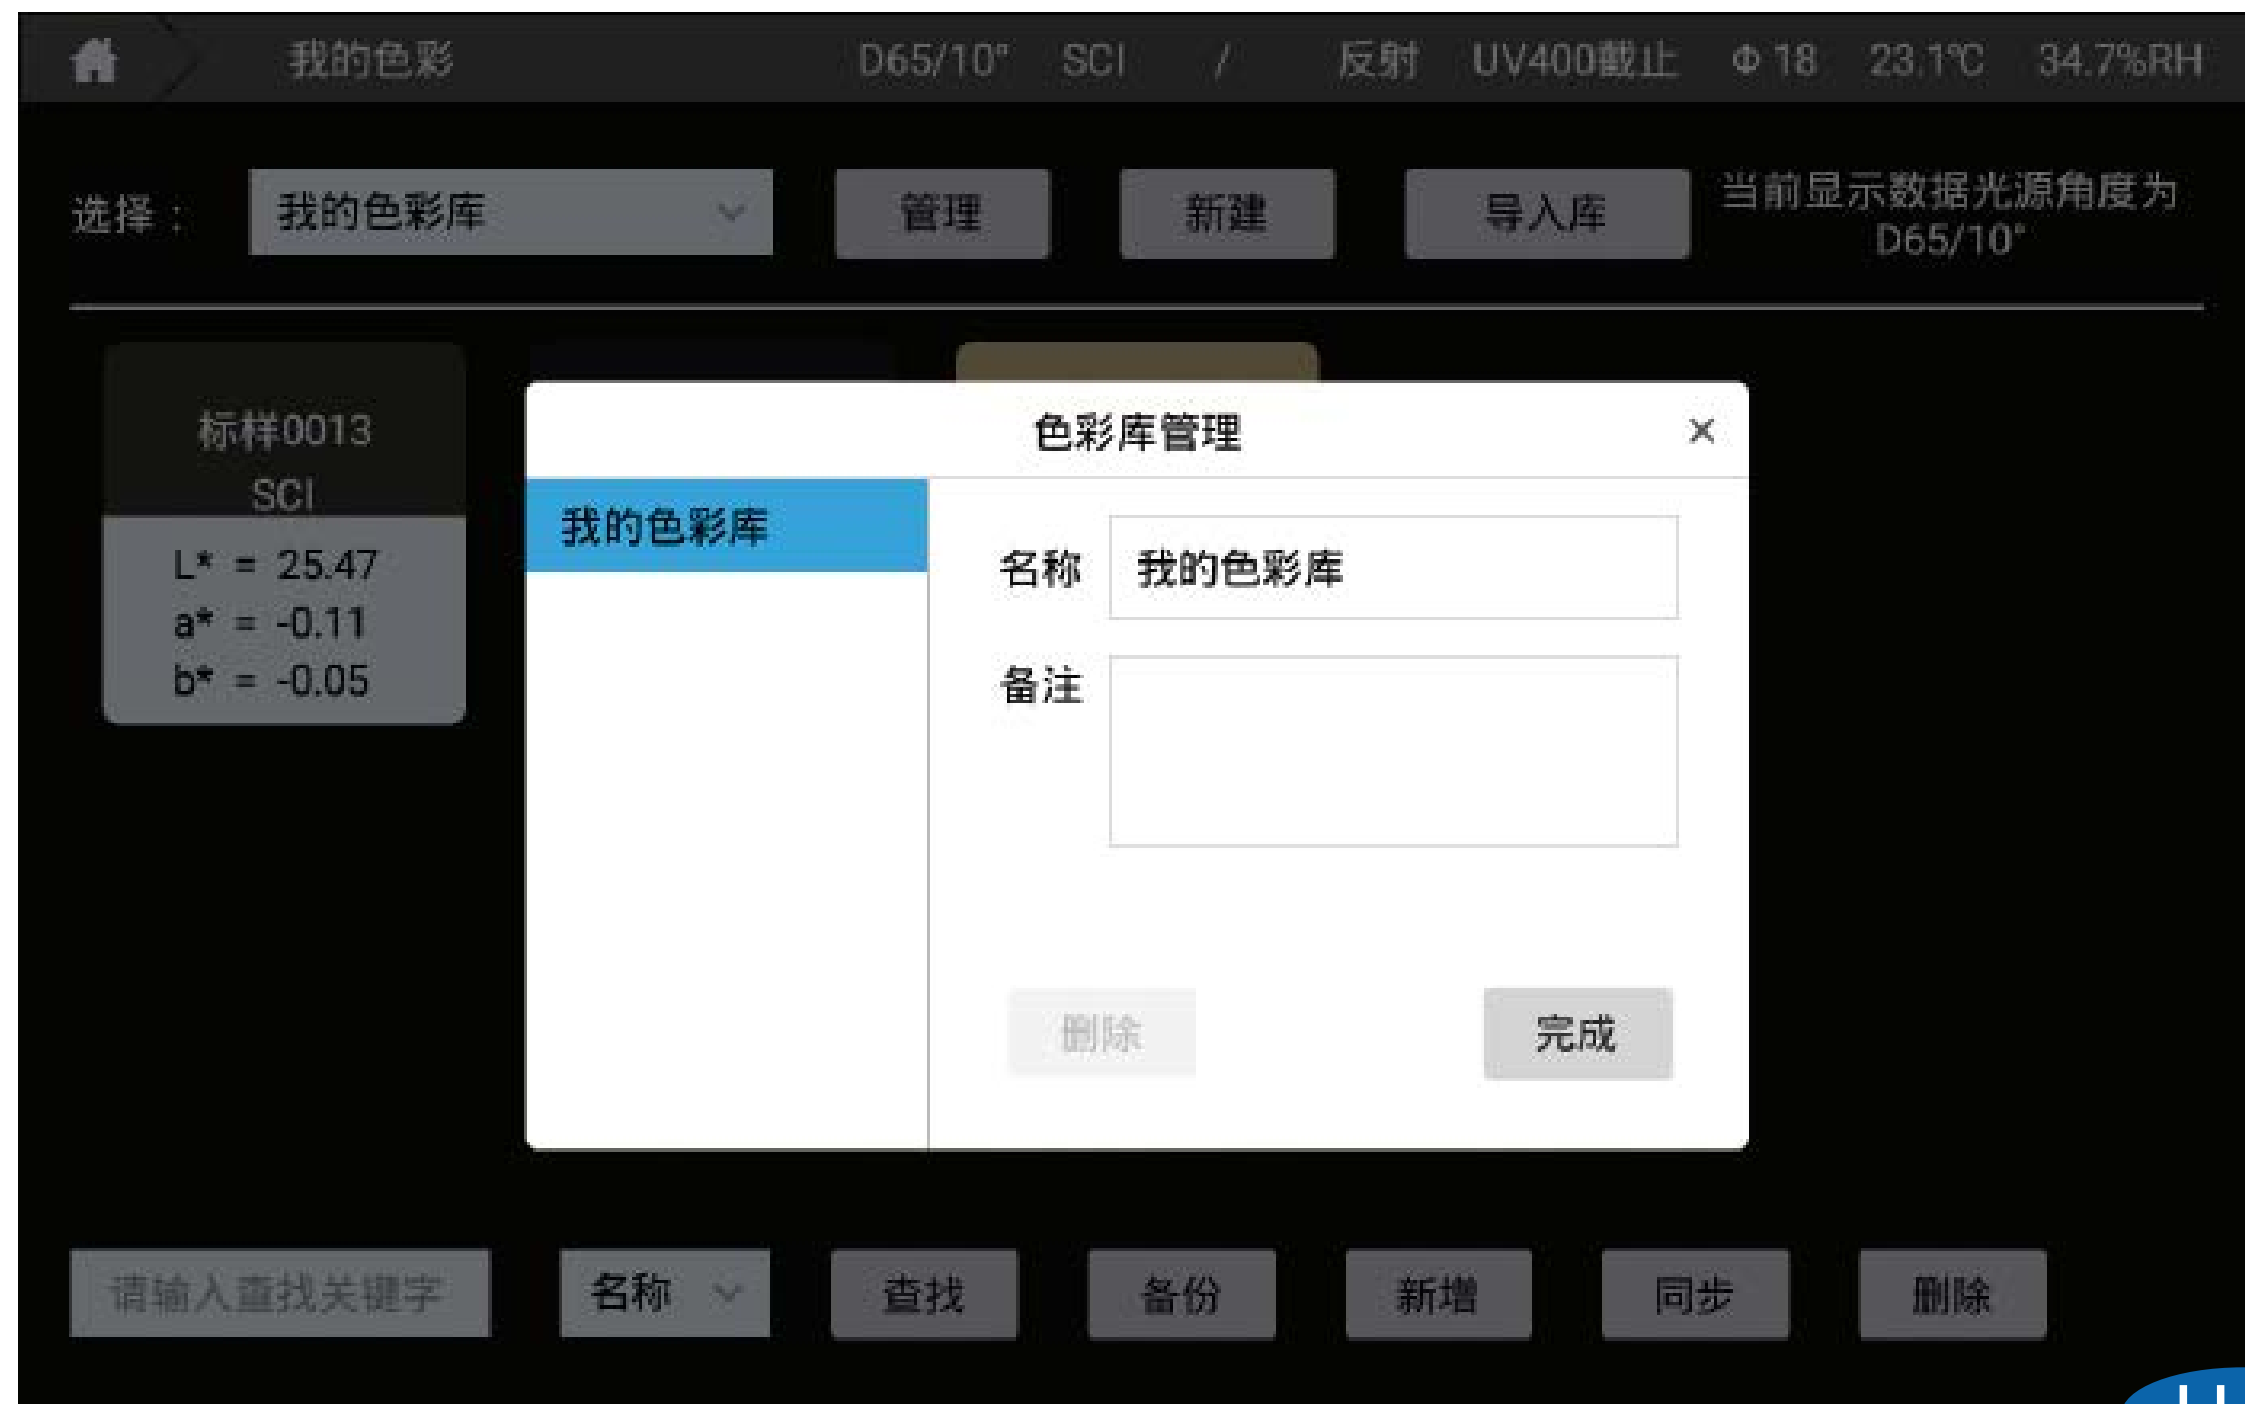 我的色彩 D65/10° SCI / 反射 UV400截止 Φ18 23.1℃ 34.7%RH
选择： 我的色彩库 管理 新建 导入库 当前显示数据光源角度为
D65/10°
标样0013
SCI
L* = 25.47
a* = -0.11
b* = -0.05
色彩库管理 ×
我的色彩库
名称 我的色彩库
备注
删除 完成
请输入查找关键字 名称 查找 备份 新增 同步 删除